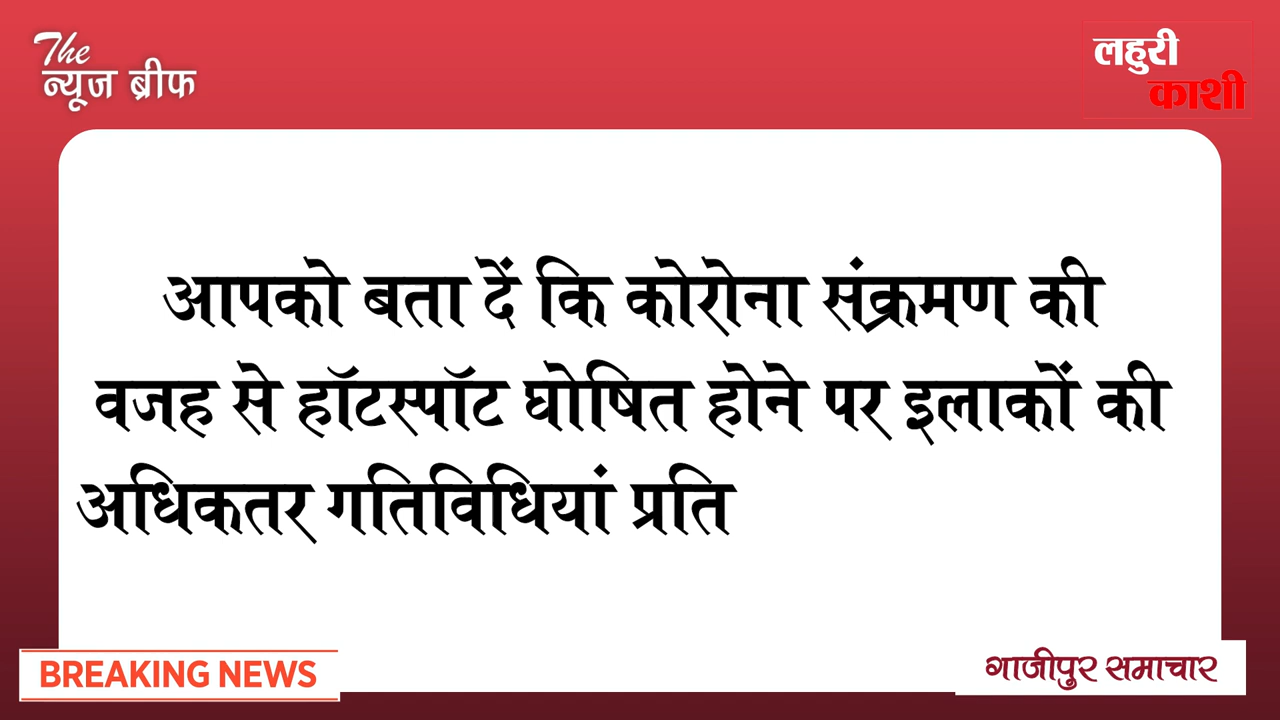 The
न्यूज ब्रीफ
लहुरी
काशी
आपको बता दें कि कोरोना संक्रमण की
वजह से हॉटस्पॉट घोषित होने पर इलाकों की
अधिकतर गतिविधियां प्रति
BREAKING NEWS
गाजीपुर समाचार